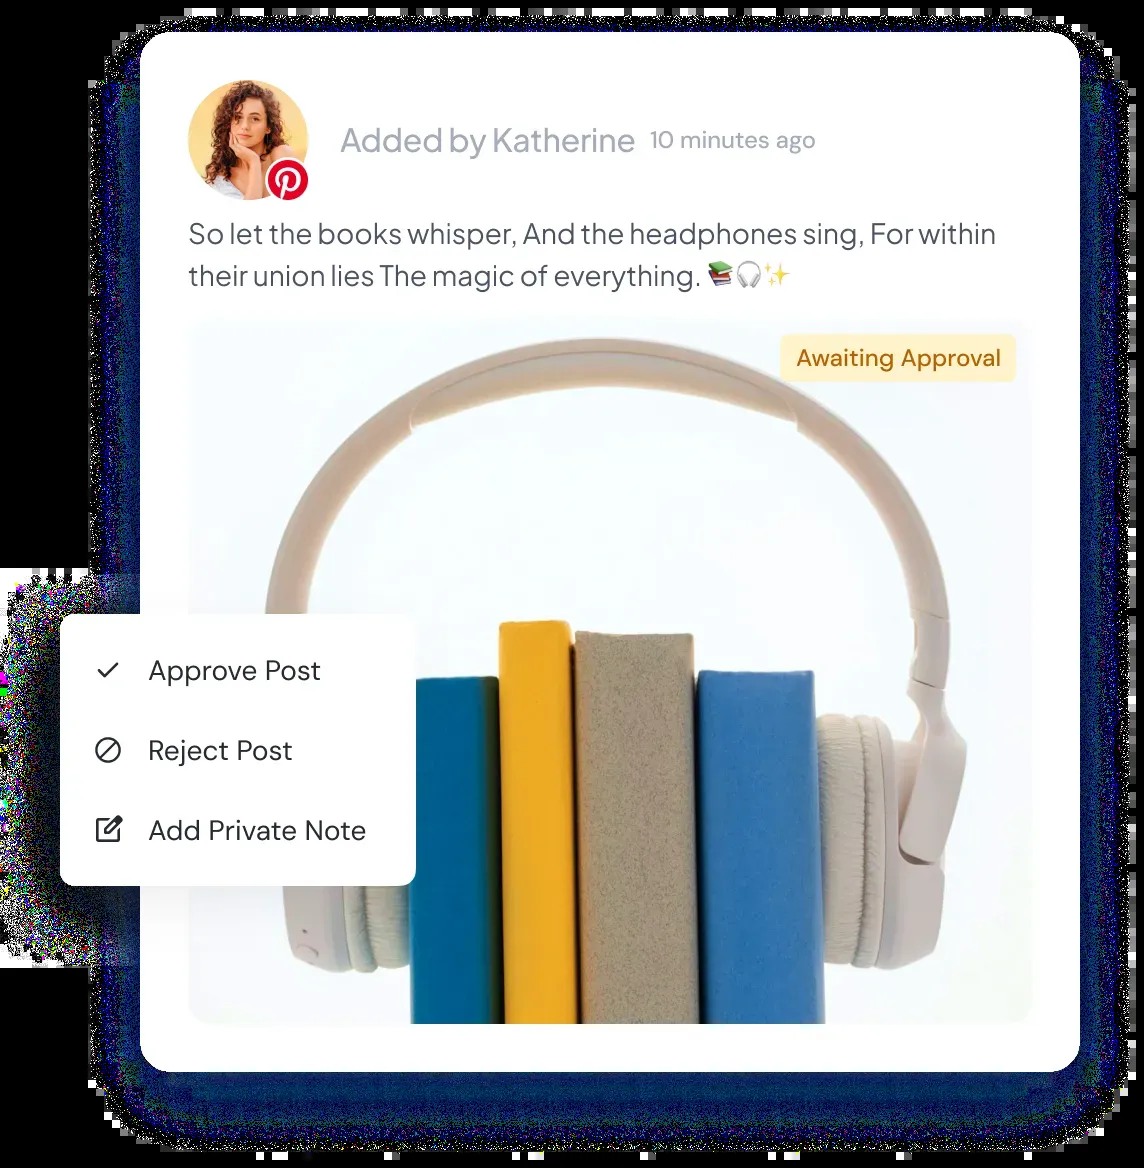 Added by Katherine 10 minutes ago
So let the books whisper, And the headphones sing, For within
their union lies The magic of everything. 📚🎧✨
Awaiting Approval
Approve Post
Reject Post
Add Private Note